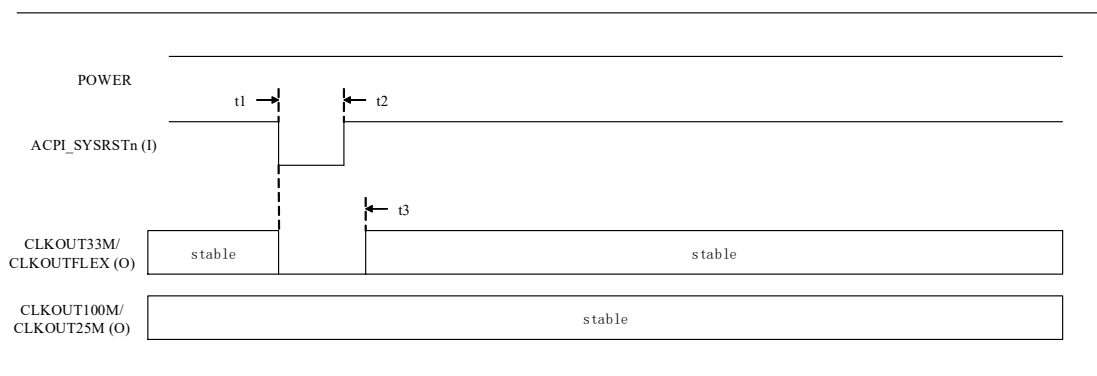 POWER
t1
t2
ACPI_SYSRSTn (I)
t3
CLKOUT33M/
CLKOUTFLEX (O)
stable
stable
CLKOUT100M/
CLKOUT25M (O)
stable